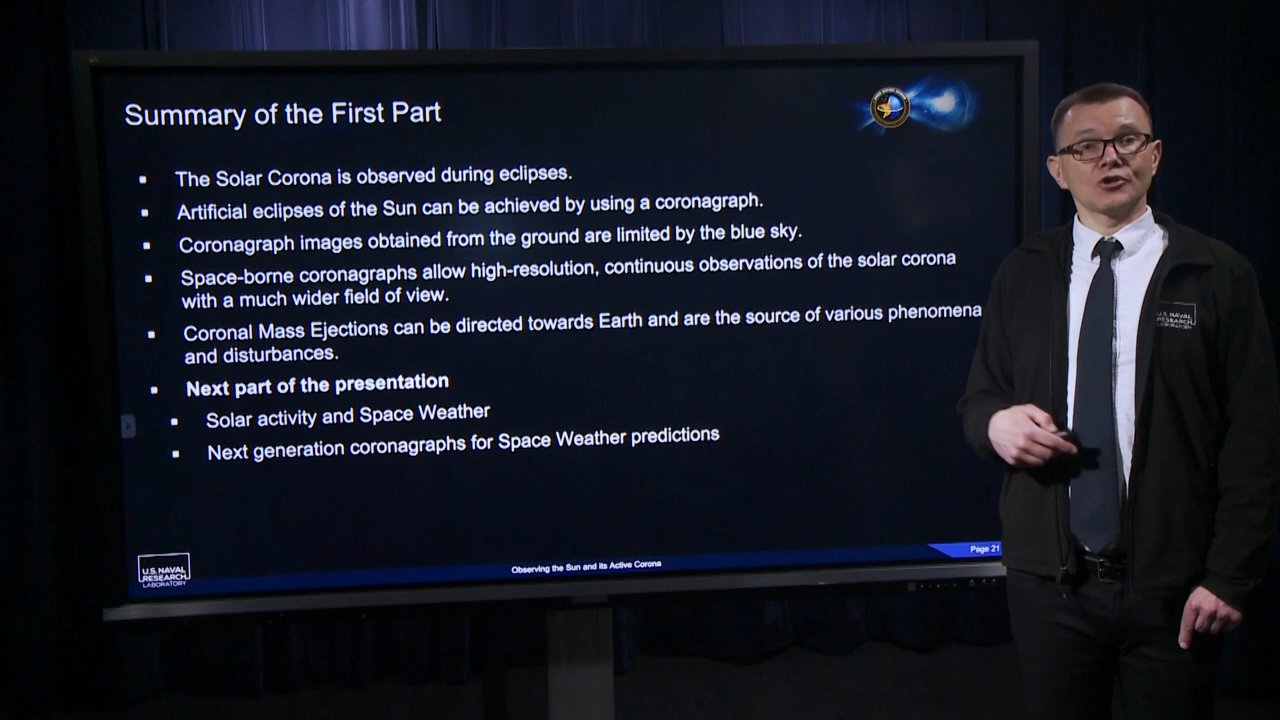 Summary of the First Part
The Solar Corona is observed during eclipses.
Artificial eclipses of the Sun can be achieved by using a coronagraph.
Coronagraph images obtained from the ground are limited by the blue sky.
Space-borne coronagraphs allow high-resolution, continuous observations of the solar corona
with a much wider field of view.
Coronal Mass Ejections can be directed towards Earth and are the source of various phenomena
and disturbances.
Next part of the presentation
Solar activity and Space Weather
Next generation coronagraphs for Space Weather predictions
U.S. NAVAL
RESEARCH
LABORATORY
Observing the Sun and its Active Corona
Page 21
U.S. NAVAL
RESEARCH
LABORATORY